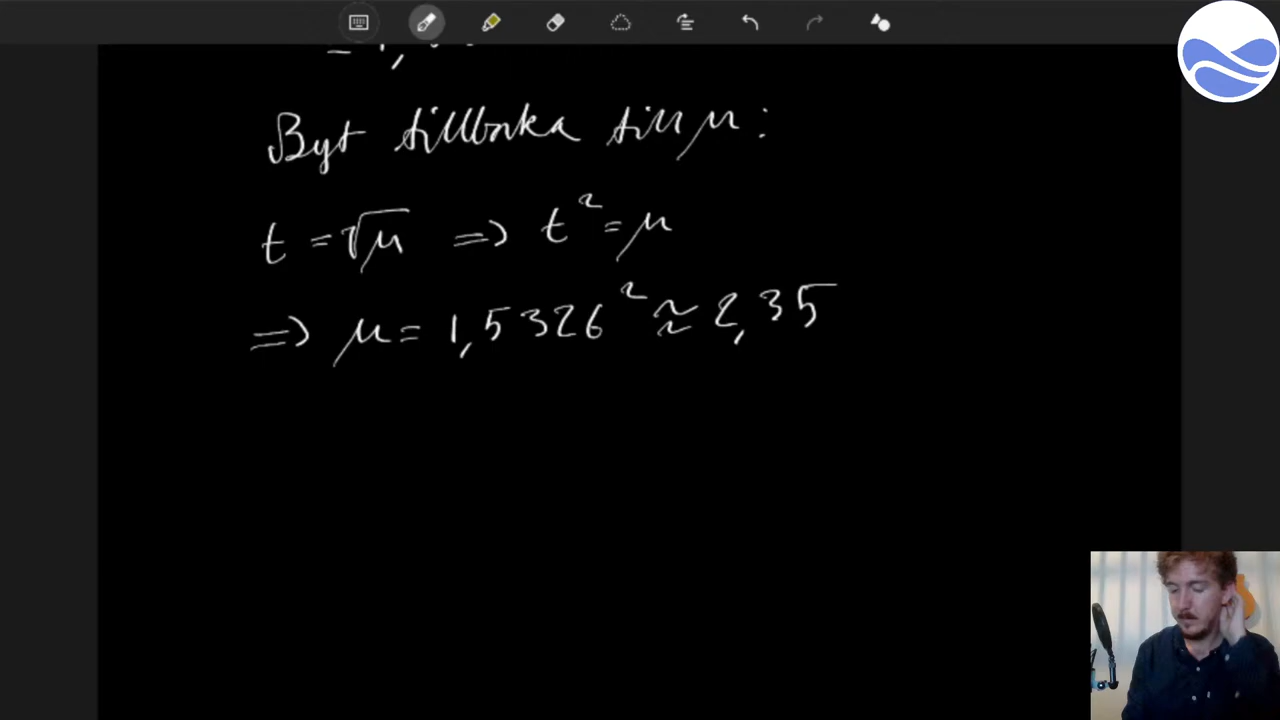 Byt tillbaka till μ:
t = √μ => t² = μ
=> μ = 1,5326² ≈ 2,35